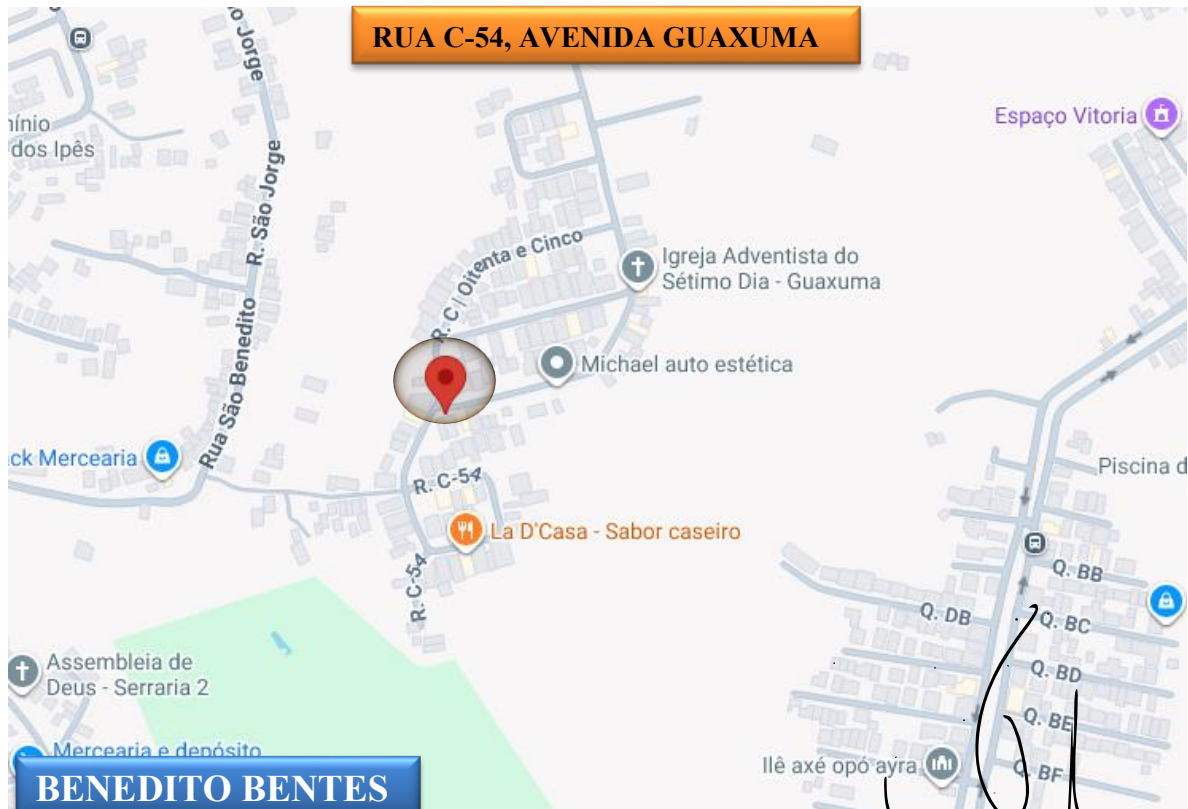 RUA C-54, AVENIDA GUAXUMA
Jorge
ínio
dos Ipês
Espaço Vitoria
R. São Jorge
R. C | Oitenta e Cinco
Igreja Adventista do
Sétimo Dia - Guaxuma
Rua São Benedito
Michael auto estética
ck Mercearia
R. C-54
Piscina d
La D'Casa - Sabor caseiro
R. C-54
Q. BB
Q. DB
Q. BC
Assembleia de
Deus - Serraria 2
Q. BD
Q. BE
Mercearia e depósito
Ilê axé opó ayra
Q. BF
BENEDITO BENTES